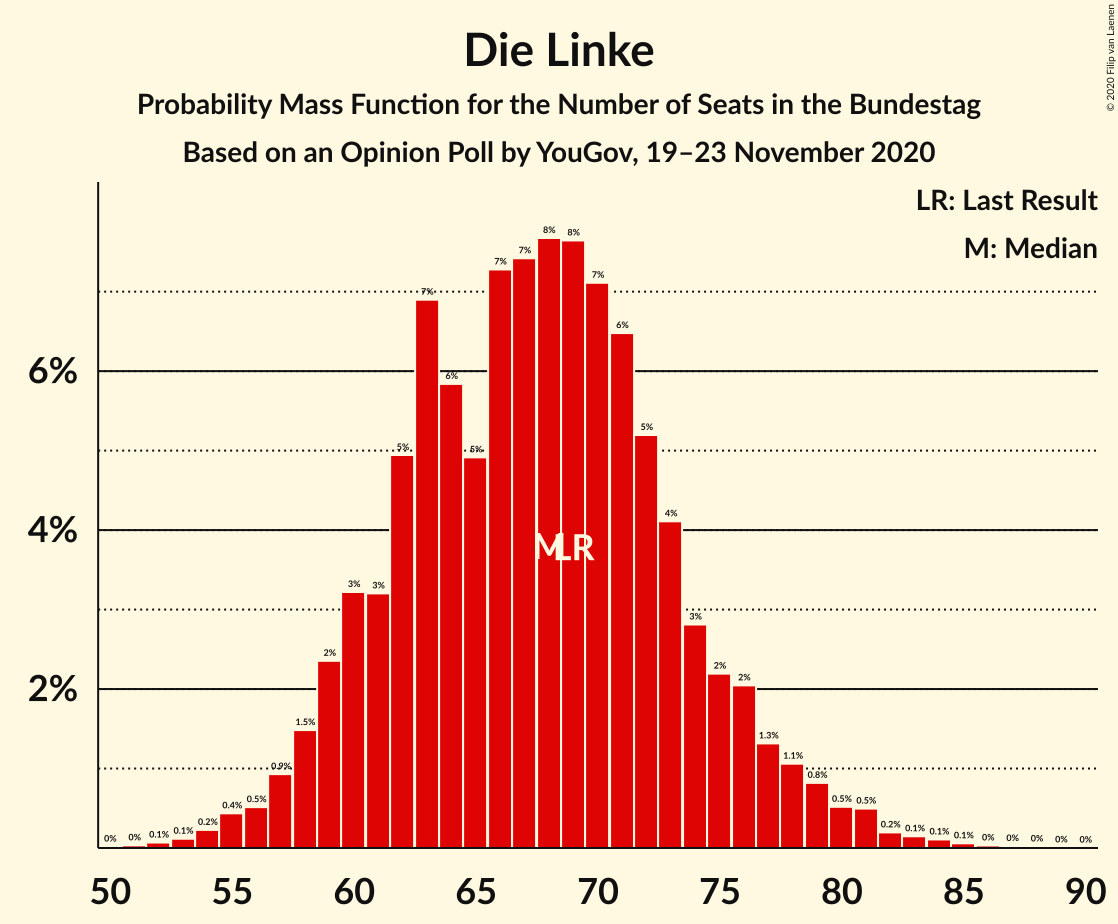 Die Linke
Probability Mass Function for the Number of Seats in the Bundestag
Based on an Opinion Poll by YouGov, 19–23 November 2020
© 2020 Filip van Laenen
LR: Last Result
M: Median
6%
4%
2%
0% 0% 0.1% 0.1% 0.2% 0.4% 0.5% 0.9% 1.5% 2% 3% 3% 5% 7% 6% 5% 7% 7% 8% 8% 7% 6% 5% 4% 3% 2% 2% 1.3% 1.1% 0.8% 0.5% 0.5% 0.2% 0.1% 0.1% 0.1% 0% 0% 0% 0% 0%
M LR
50 55 60 65 70 75 80 85 90